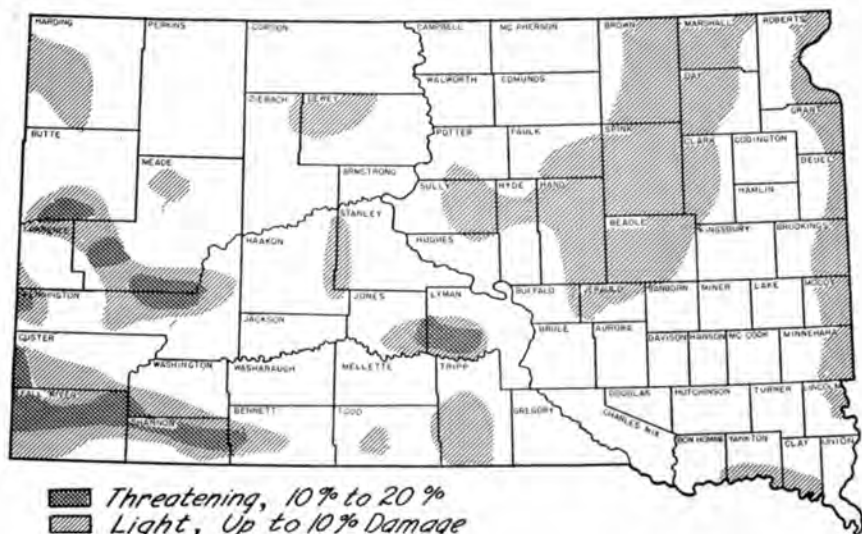 HARDING
PERKINS
CORSON
CAMPBELL
MC PHERSON
BROWN
MARSHALL
ROBERTS
WALWORTH
EDMUNDS
DAY
ZIEBACH
DEWEY
GRANT
BUTTE
POTTER
FAULK
SPINK
CLARK
CODINGTON
MEADE
DEUEL
ARMSTRONG
SULLY
HYDE
HAND
HAMLIN
STANLEY
LAWRENCE
HAAKON
HUGHES
BEADLE
KINGSBURY
BROOKINGS
PENNINGTON
JONES
LYMAN
BUFFALO
JERAULD
SANBORN
MINER
LAKE
MOODY
JACKSON
CUSTER
BRULE
AURORA
DAVISON
HANSON
MC COOK
MINNEHAHA
WASHINGTON
WASHABAUGH
MELLETTE
TRIPP
FALL RIVER
SHANNON
BENNETT
TODD
GREGORY
DOUGLAS
HUTCHINSON
TURNER
LINCOLN
CHARLES MIX
BON HOMME
YANKTON
CLAY
UNION
Threatening, 10% to 20%
Light, Up to 10% Damage